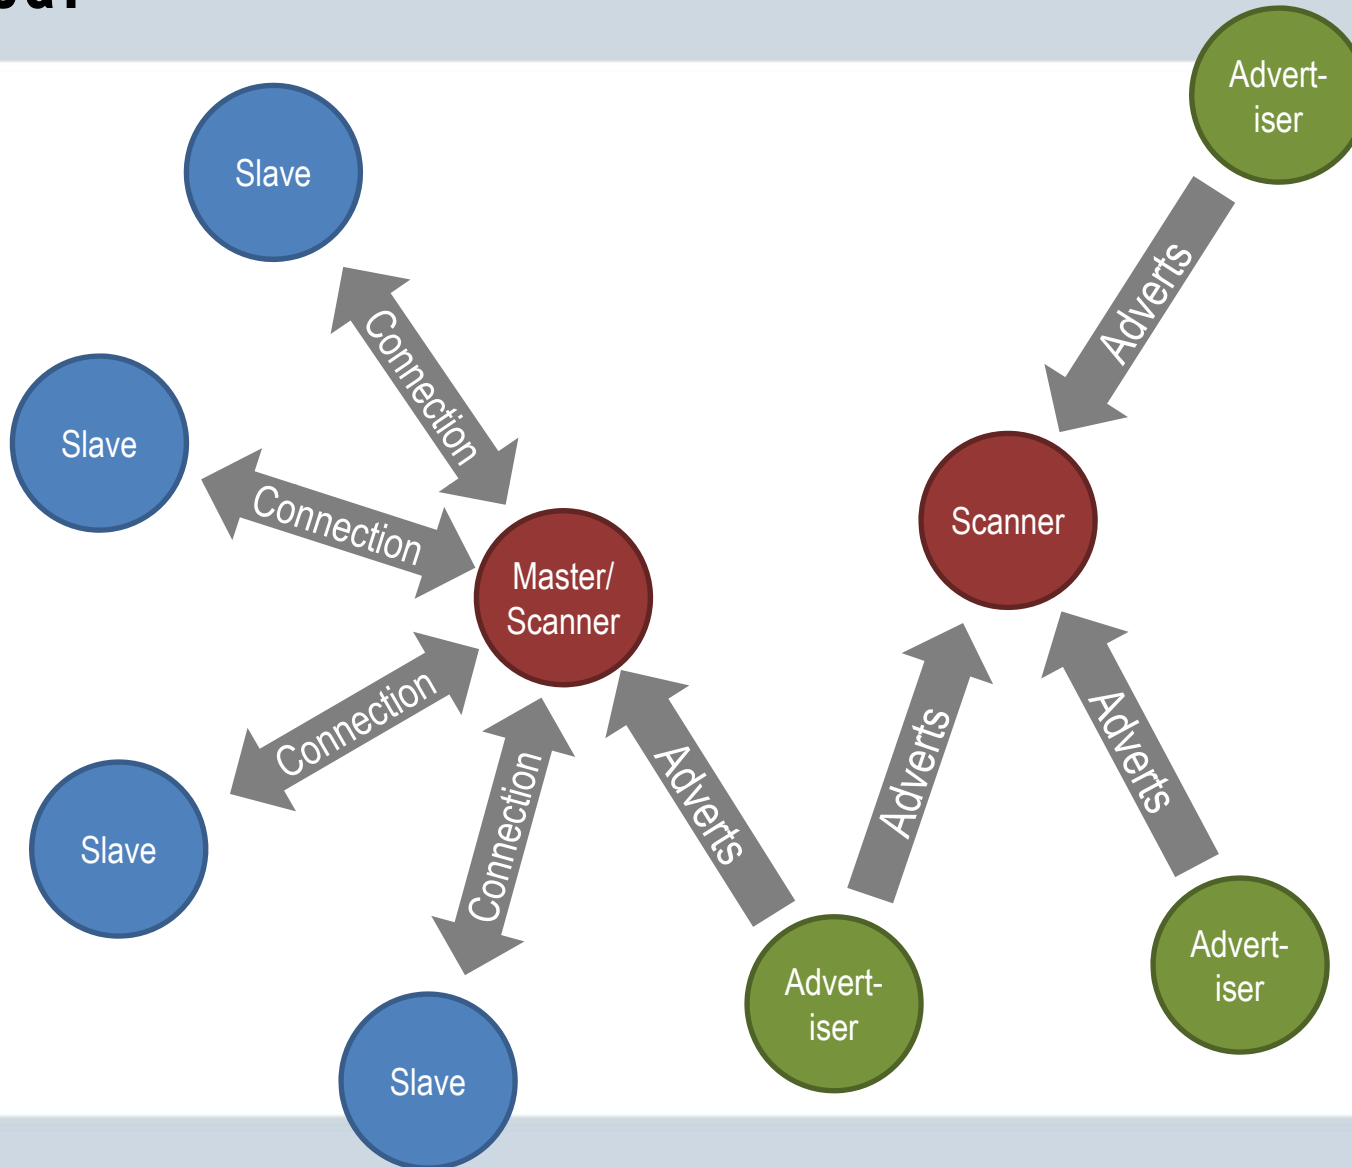 Advert-
iser
Slave
Adverts
Connection
Slave
Connection
Scanner
Master/
Scanner
Connection
Adverts
Adverts
Adverts
Connection
Slave
Advert-
iser
Advert-
iser
Slave